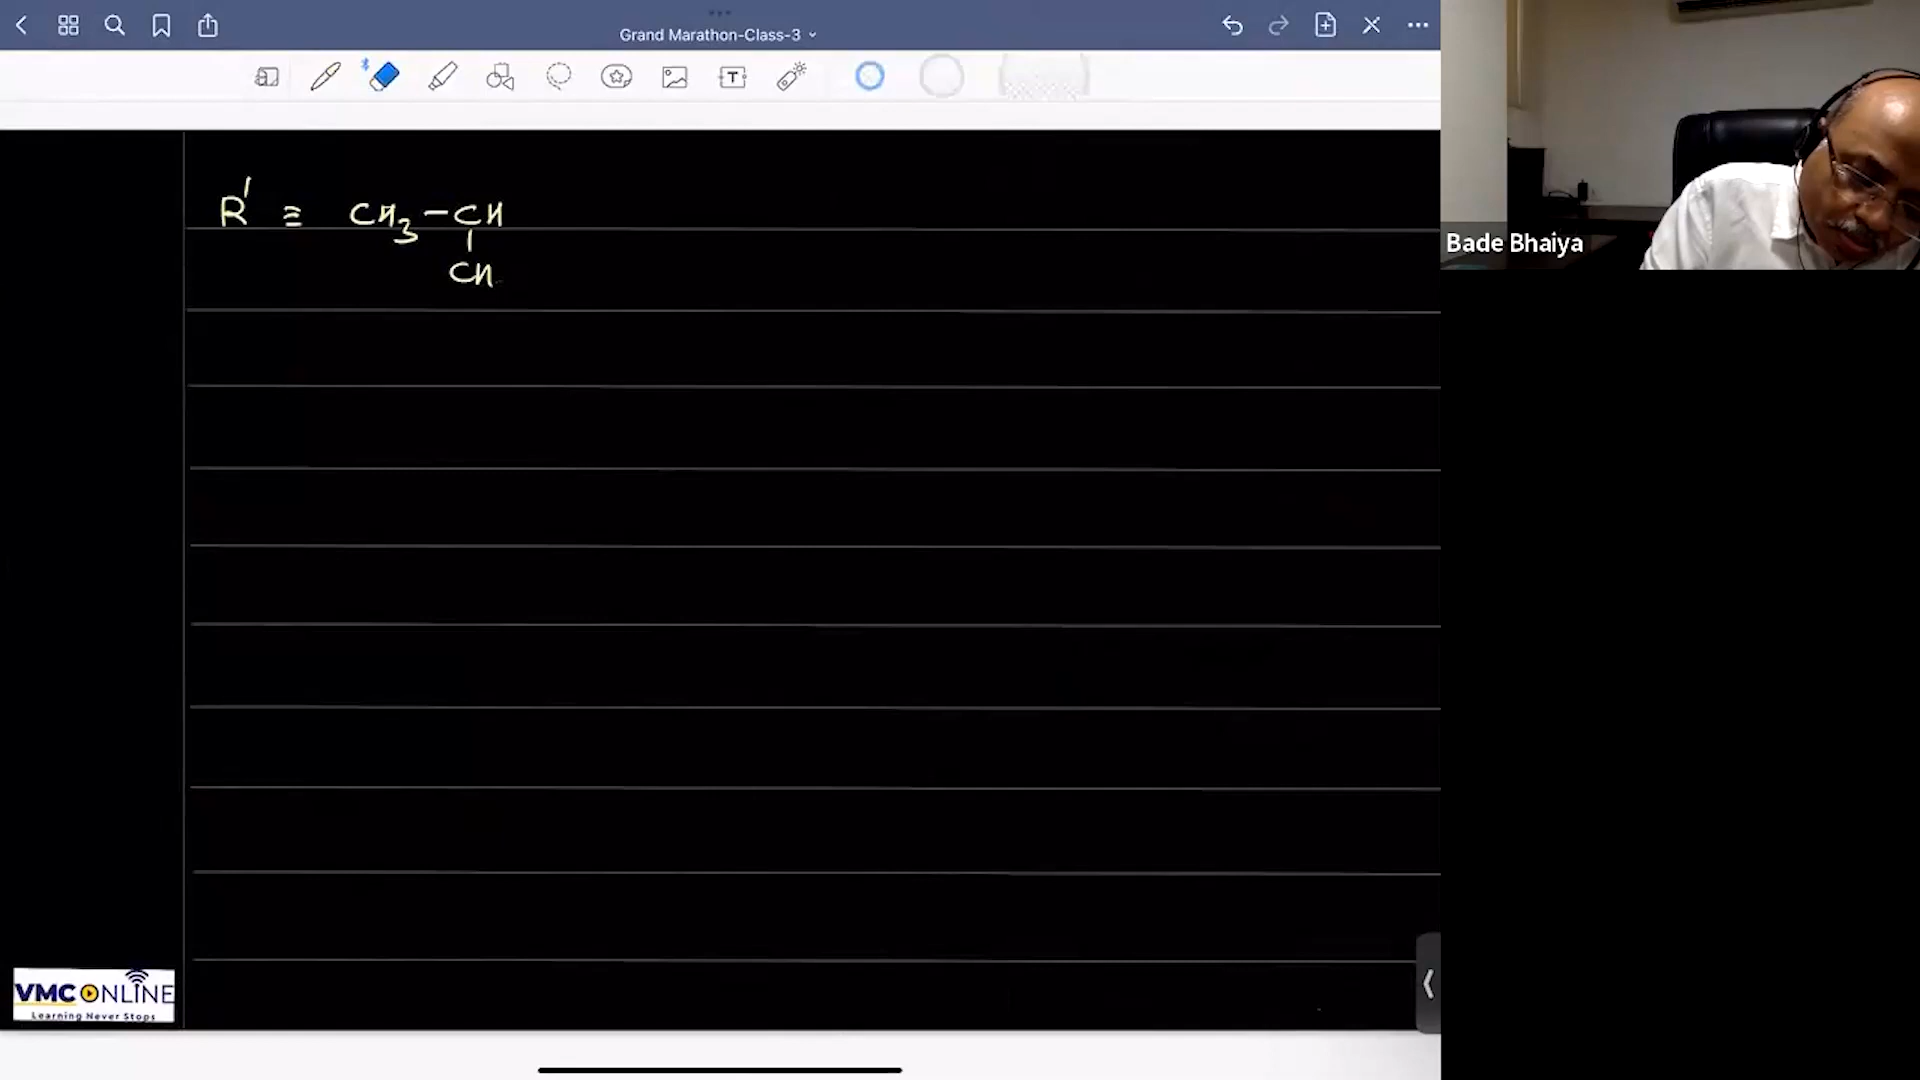 Grand Marathon-Class-3
T
R' ≡ CH3 – CH
|
CH
Bade Bhaiya
VMC ONLINE
Learning Never Stops